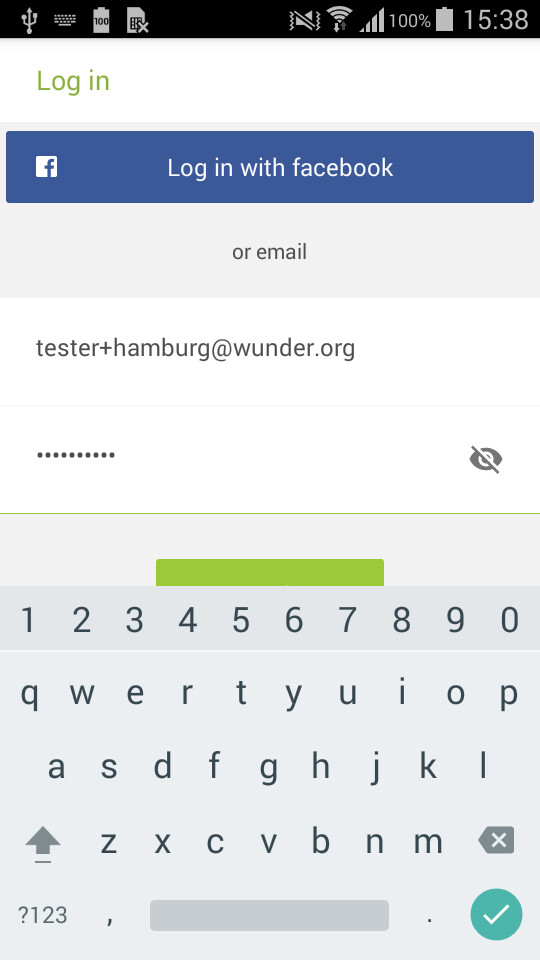 100
100%
15:38
Log in
Log in with facebook
or email
tester+hamburg@wunder.org
••••••••••
1 2 3 4 5 6 7 8 9 0
q w e r t y u i o p
a s d f g h j k l
z x c v b n m
?123 , .